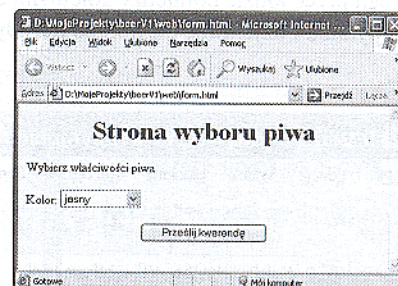 D:\MojeProjekty\beerV1\web\form.html - Microsoft Internet ...
Plik Edycja Widok Ulubione Narzędzia Pomoc
Wstecz Wyszukaj Ulubione
Adres D:\MojeProjekty\beerV1\web\form.html Przejdź Łącza
Strona wyboru piwa
Wybierz właściwości piwa
Kolor: jasny
Prześlij kwerendę
Gotowe Mój komputer